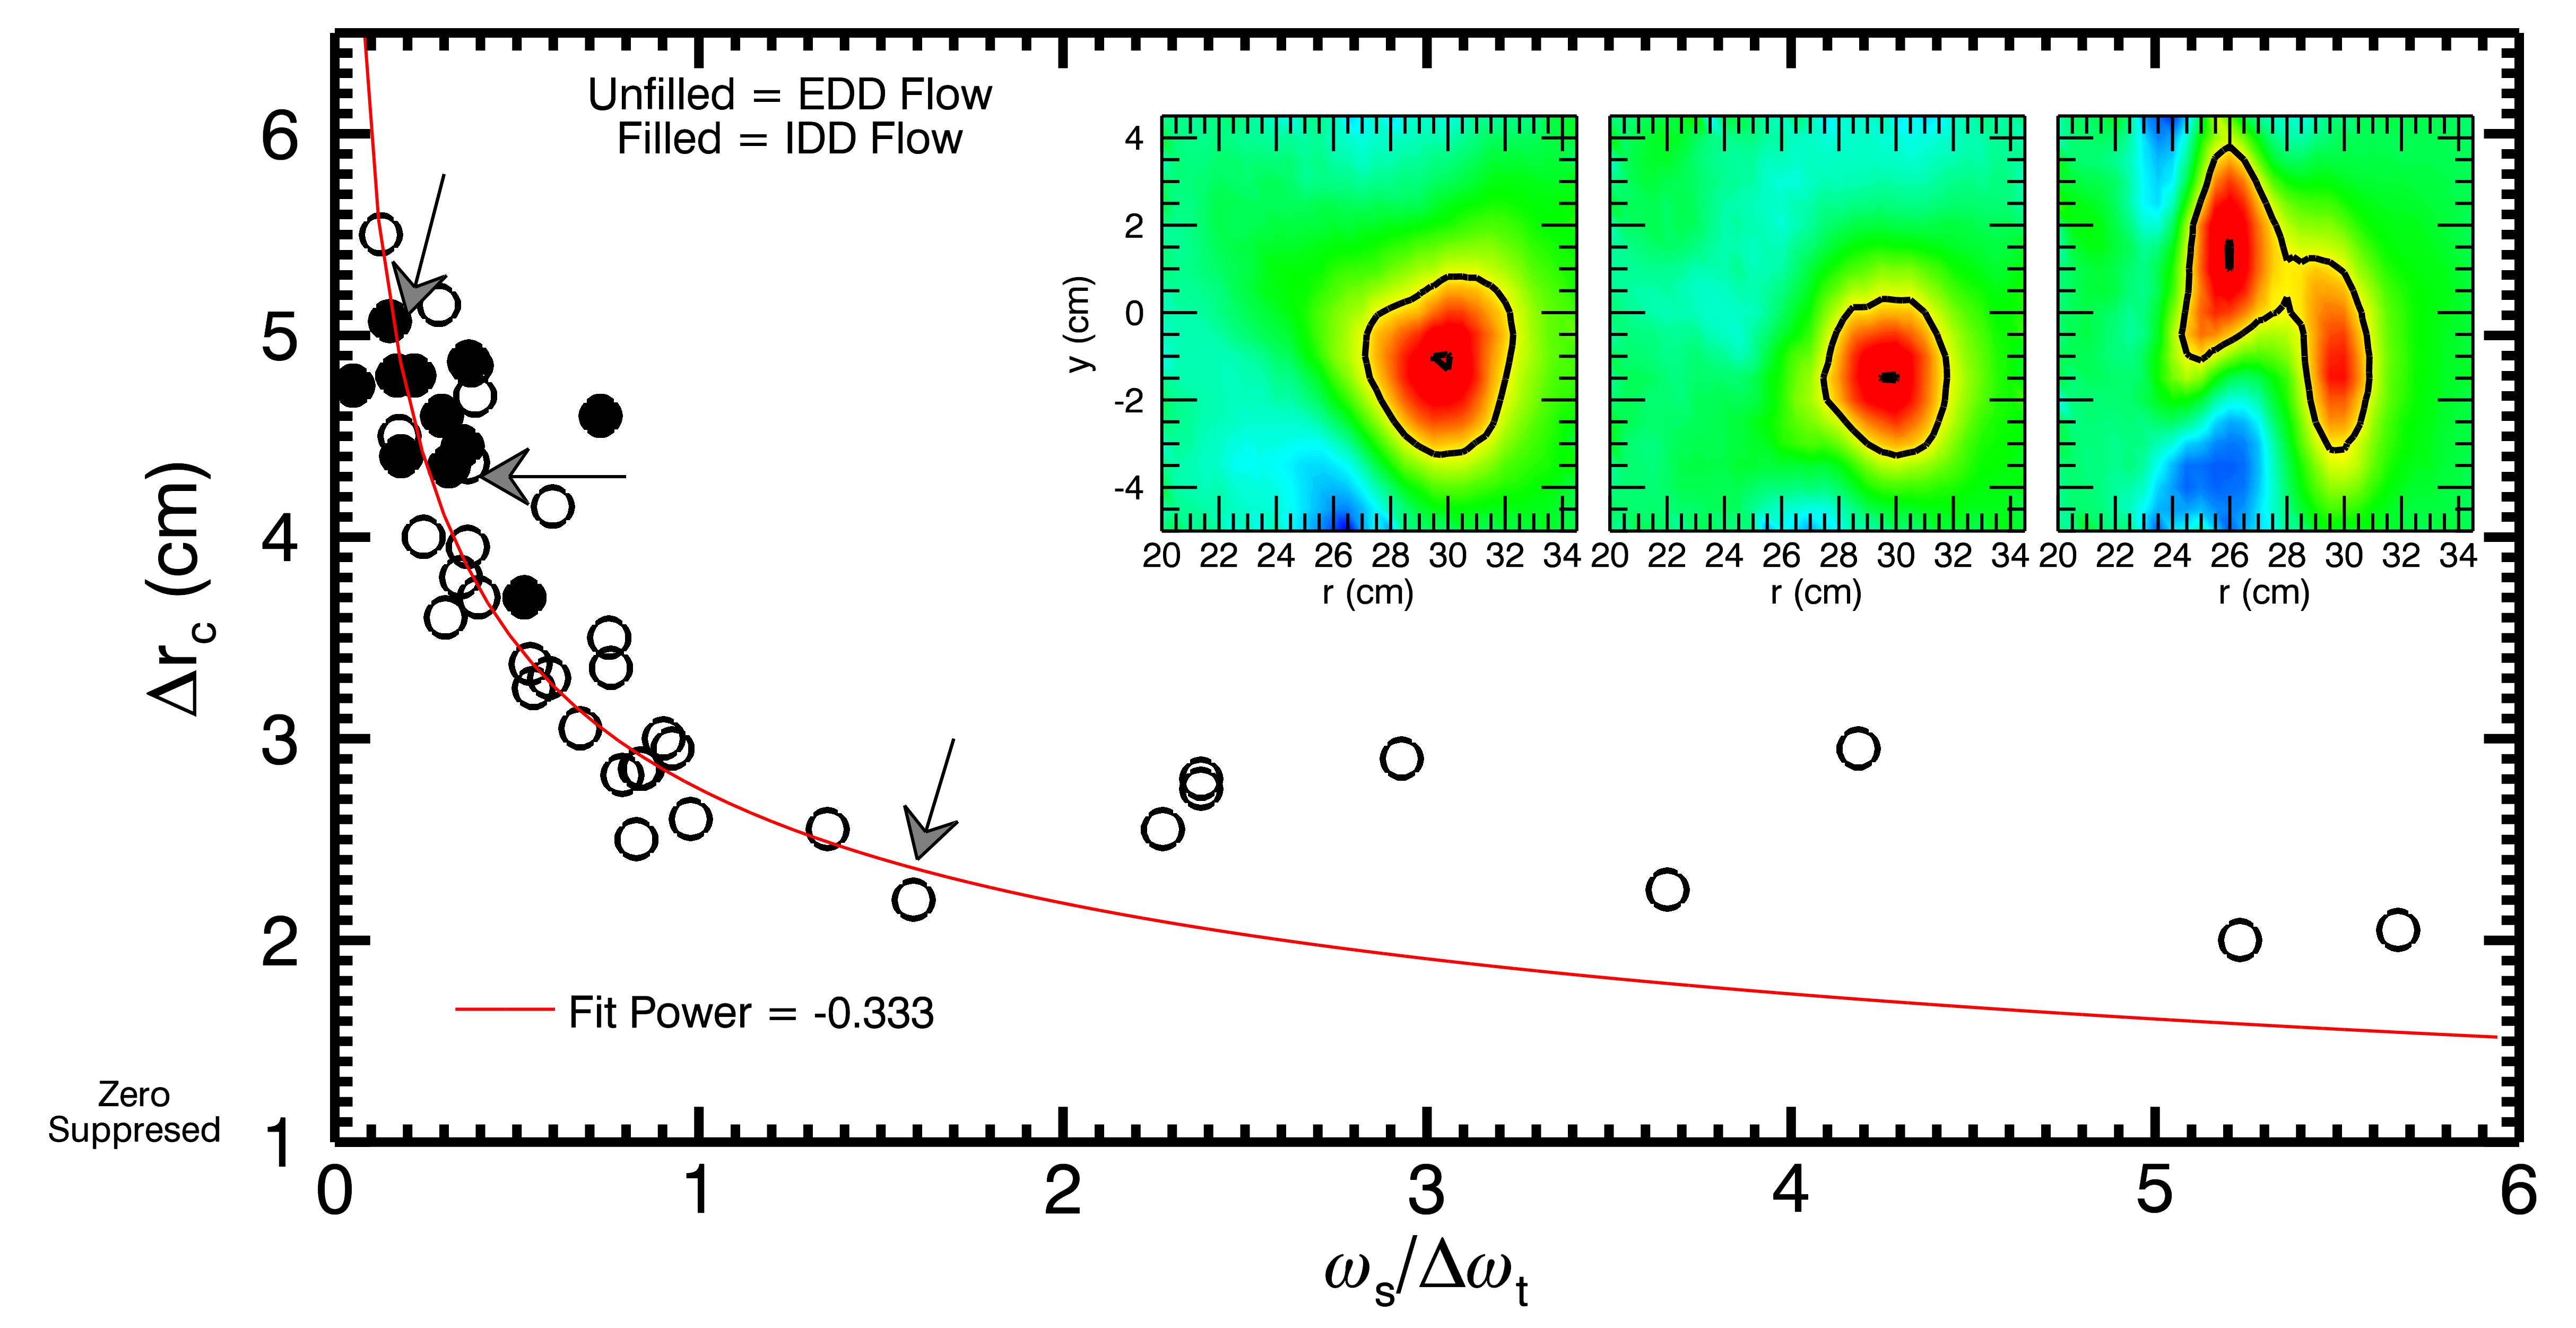 Unfilled = EDD Flow
Filled = IDD Flow
6
5
4
3
2
1
Δr_c (cm)
4
2
0
-2
-4
y (cm)
20 22 24 26 28 30 32 34
r (cm)
20 22 24 26 28 30 32 34
r (cm)
20 22 24 26 28 30 32 34
r (cm)
Fit Power = -0.333
Zero
Suppresed
0 1 2 3 4 5 6
ω_s/Δω_t